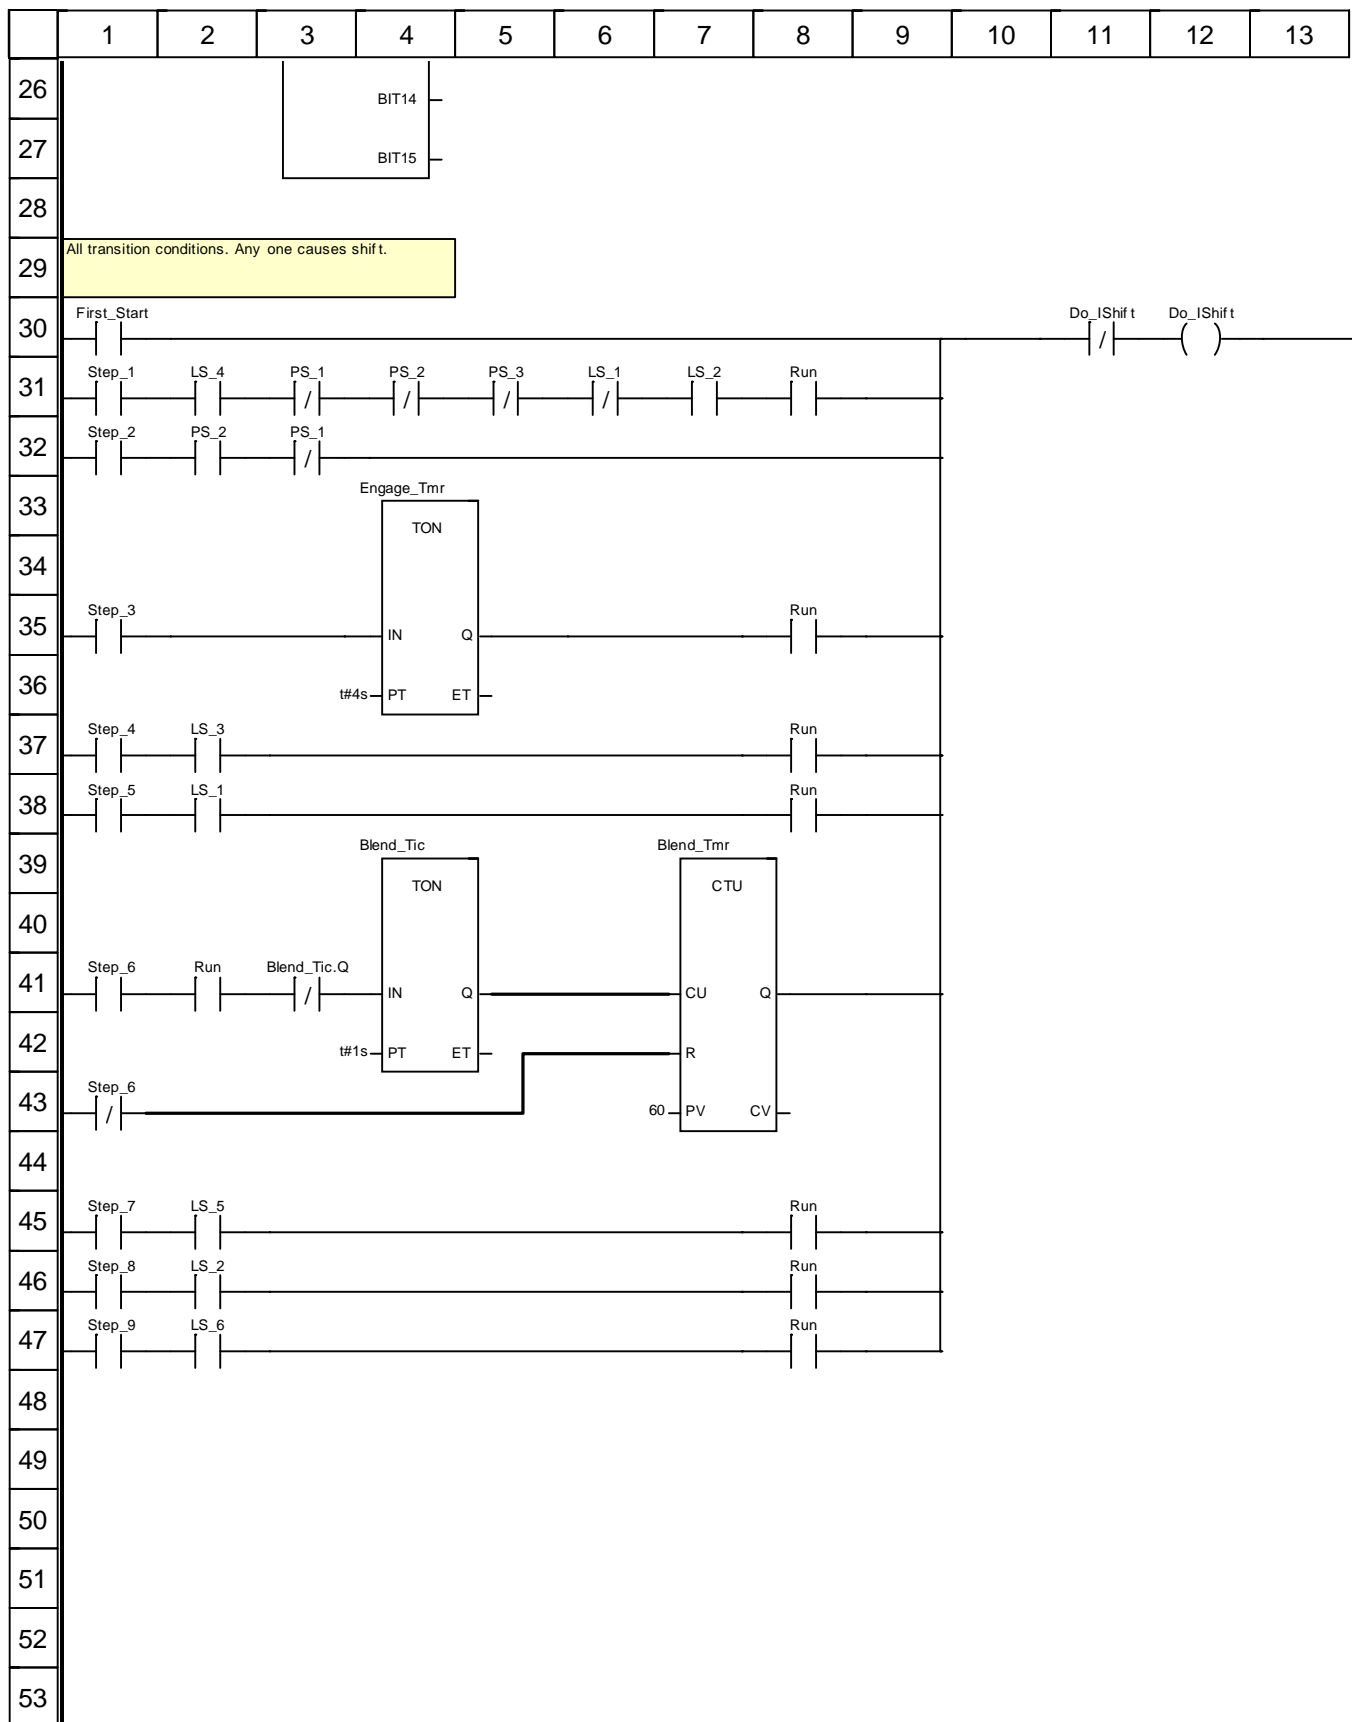 1 2 3 4 5 6 7 8 9 10 11 12 13
26
BIT14
27
BIT15
28
29
All transition conditions. Any one causes shift.
First_Start Do_IShift Do_IShift
30
/
Step_1 LS_4 PS_1 PS_2 PS_3 LS_1 LS_2 Run
31
/ / / /
Step_2 PS_2 PS_1
32
/
Engage_Tmr
33
TON
34
Step_3 Run
35
IN Q
36
t#4s PT ET
Step_4 LS_3 Run
37
Step_5 LS_1 Run
38
Blend_Tic Blend_Tmr
39
TON CTU
40
Step_6 Run Blend_Tic.Q
41
/ IN Q CU Q
42
t#1s PT ET R
Step_6
43
/ 60 PV CV
44
Step_7 LS_5 Run
45
Step_8 LS_2 Run
46
Step_9 LS_6 Run
47
48
49
50
51
52
53